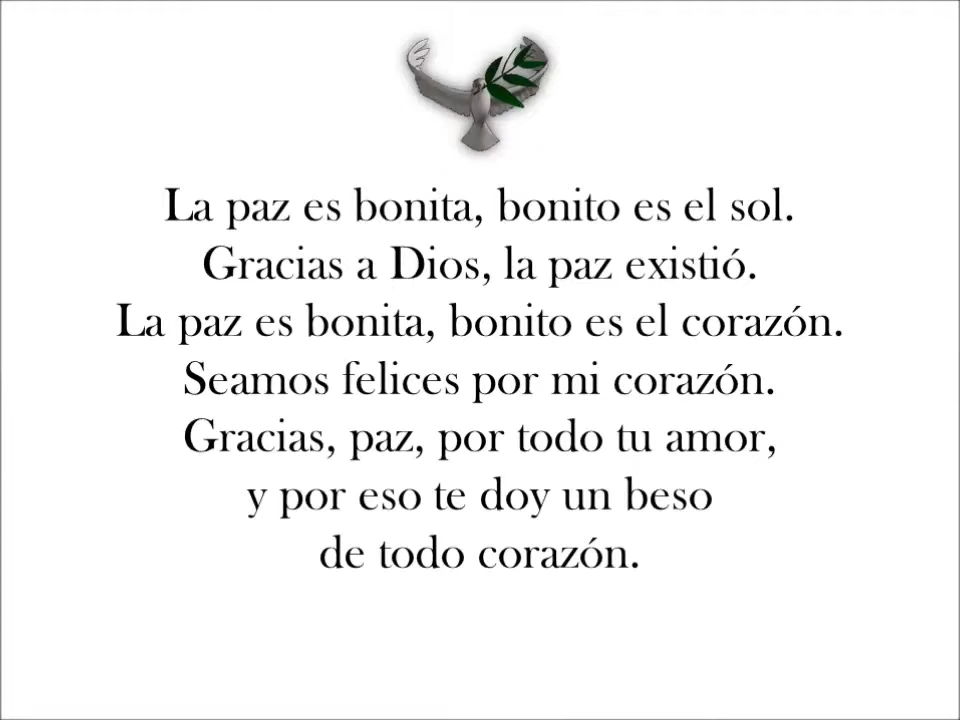 La paz es bonita, bonito es el sol.
Gracias a Dios, la paz existió.
La paz es bonita, bonito es el corazón.
Seamos felices por mi corazón.
Gracias, paz, por todo tu amor,
y por eso te doy un beso
de todo corazón.